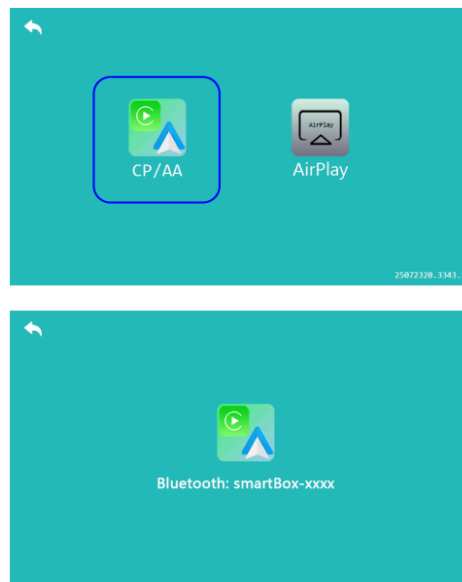 CP/AA
AirPlay
AirPlay
25072320.3343.
Bluetooth: smartBox-xxxx